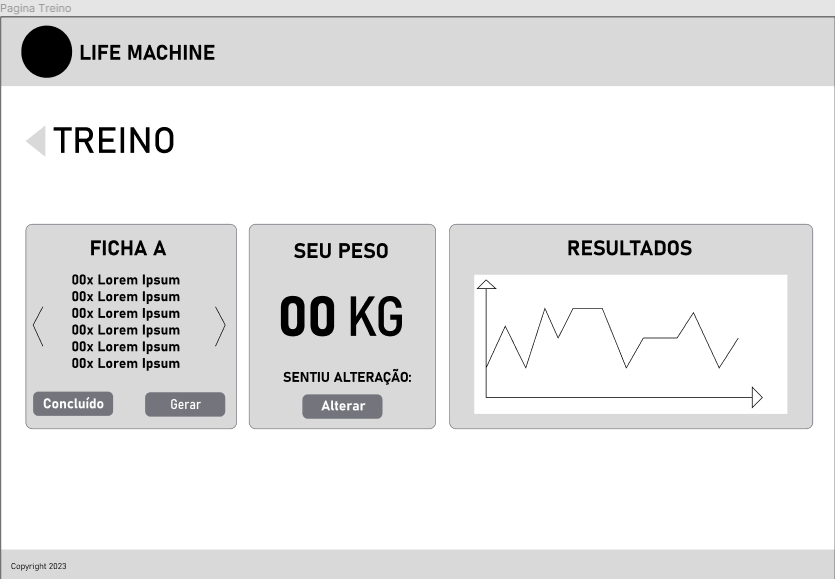 Pagina Treino
LIFE MACHINE
TREINO
FICHA A
00x Lorem Ipsum
00x Lorem Ipsum
00x Lorem Ipsum
00x Lorem Ipsum
00x Lorem Ipsum
00x Lorem Ipsum
Concluído
Gerar
SEU PESO
00 KG
SENTIU ALTERAÇÃO:
Alterar
RESULTADOS
Copyright 2023